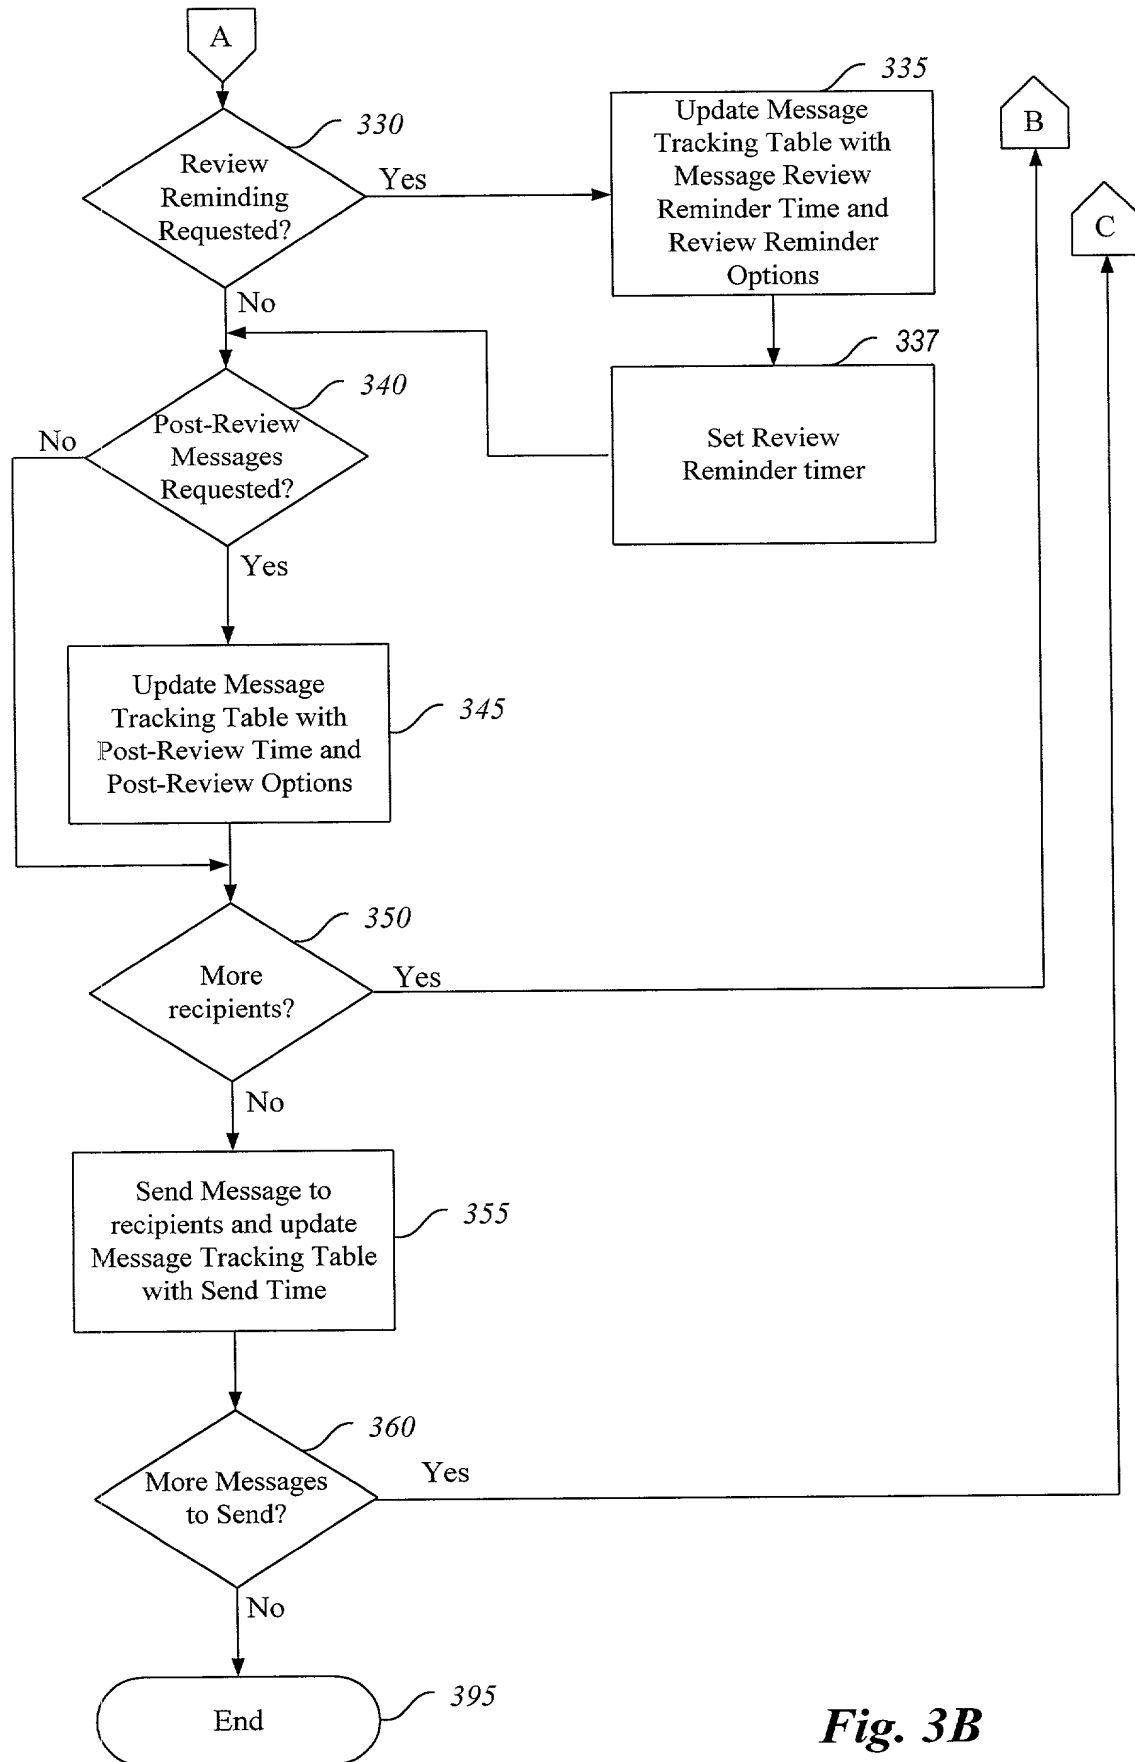 A
330
Review
Reminding
Requested?
Yes
No
335
Update Message
Tracking Table with
Message Review
Reminder Time and
Review Reminder
Options
B
C
337
Set Review
Reminder timer
340
Post-Review
Messages
Requested?
No
Yes
Update Message
Tracking Table with
Post-Review Time and
Post-Review Options
345
350
More
recipients?
Yes
No
Send Message to
recipients and update
Message Tracking Table
with Send Time
355
360
More Messages
to Send?
Yes
No
End
395
Fig. 3B